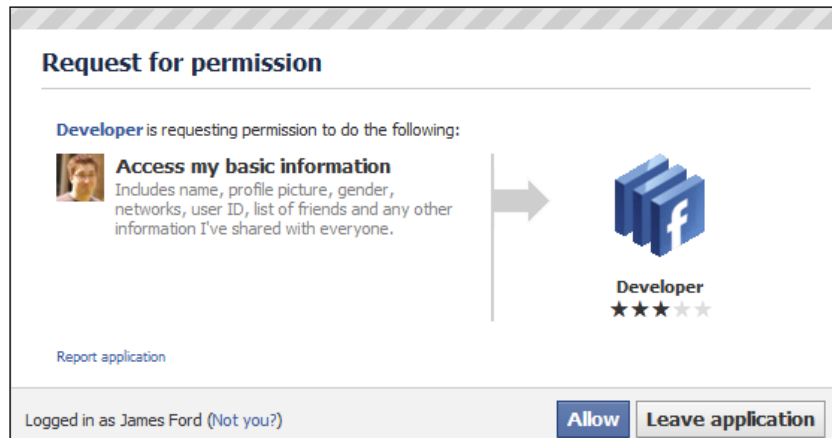 Request for permission
Developer is requesting permission to do the following:
Access my basic information
Includes name, profile picture, gender,
networks, user ID, list of friends and any other
information I've shared with everyone.
f
Developer
Report application
Logged in as James Ford (Not you?)
Allow
Leave application